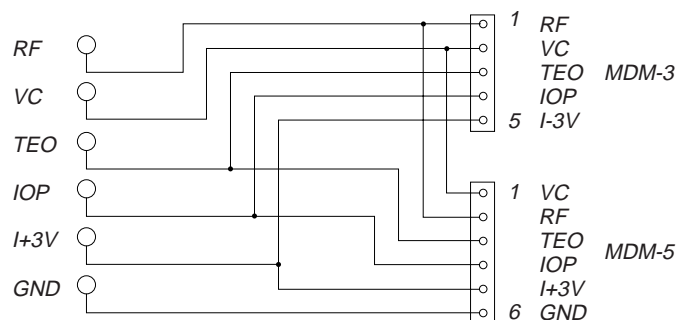 RF
VC
TEO
IOP
I+3V
GND
1 RF
VC
TEO MDM-3
IOP
5 I-3V
1 VC
RF
TEO
IOP MDM-5
I+3V
6 GND